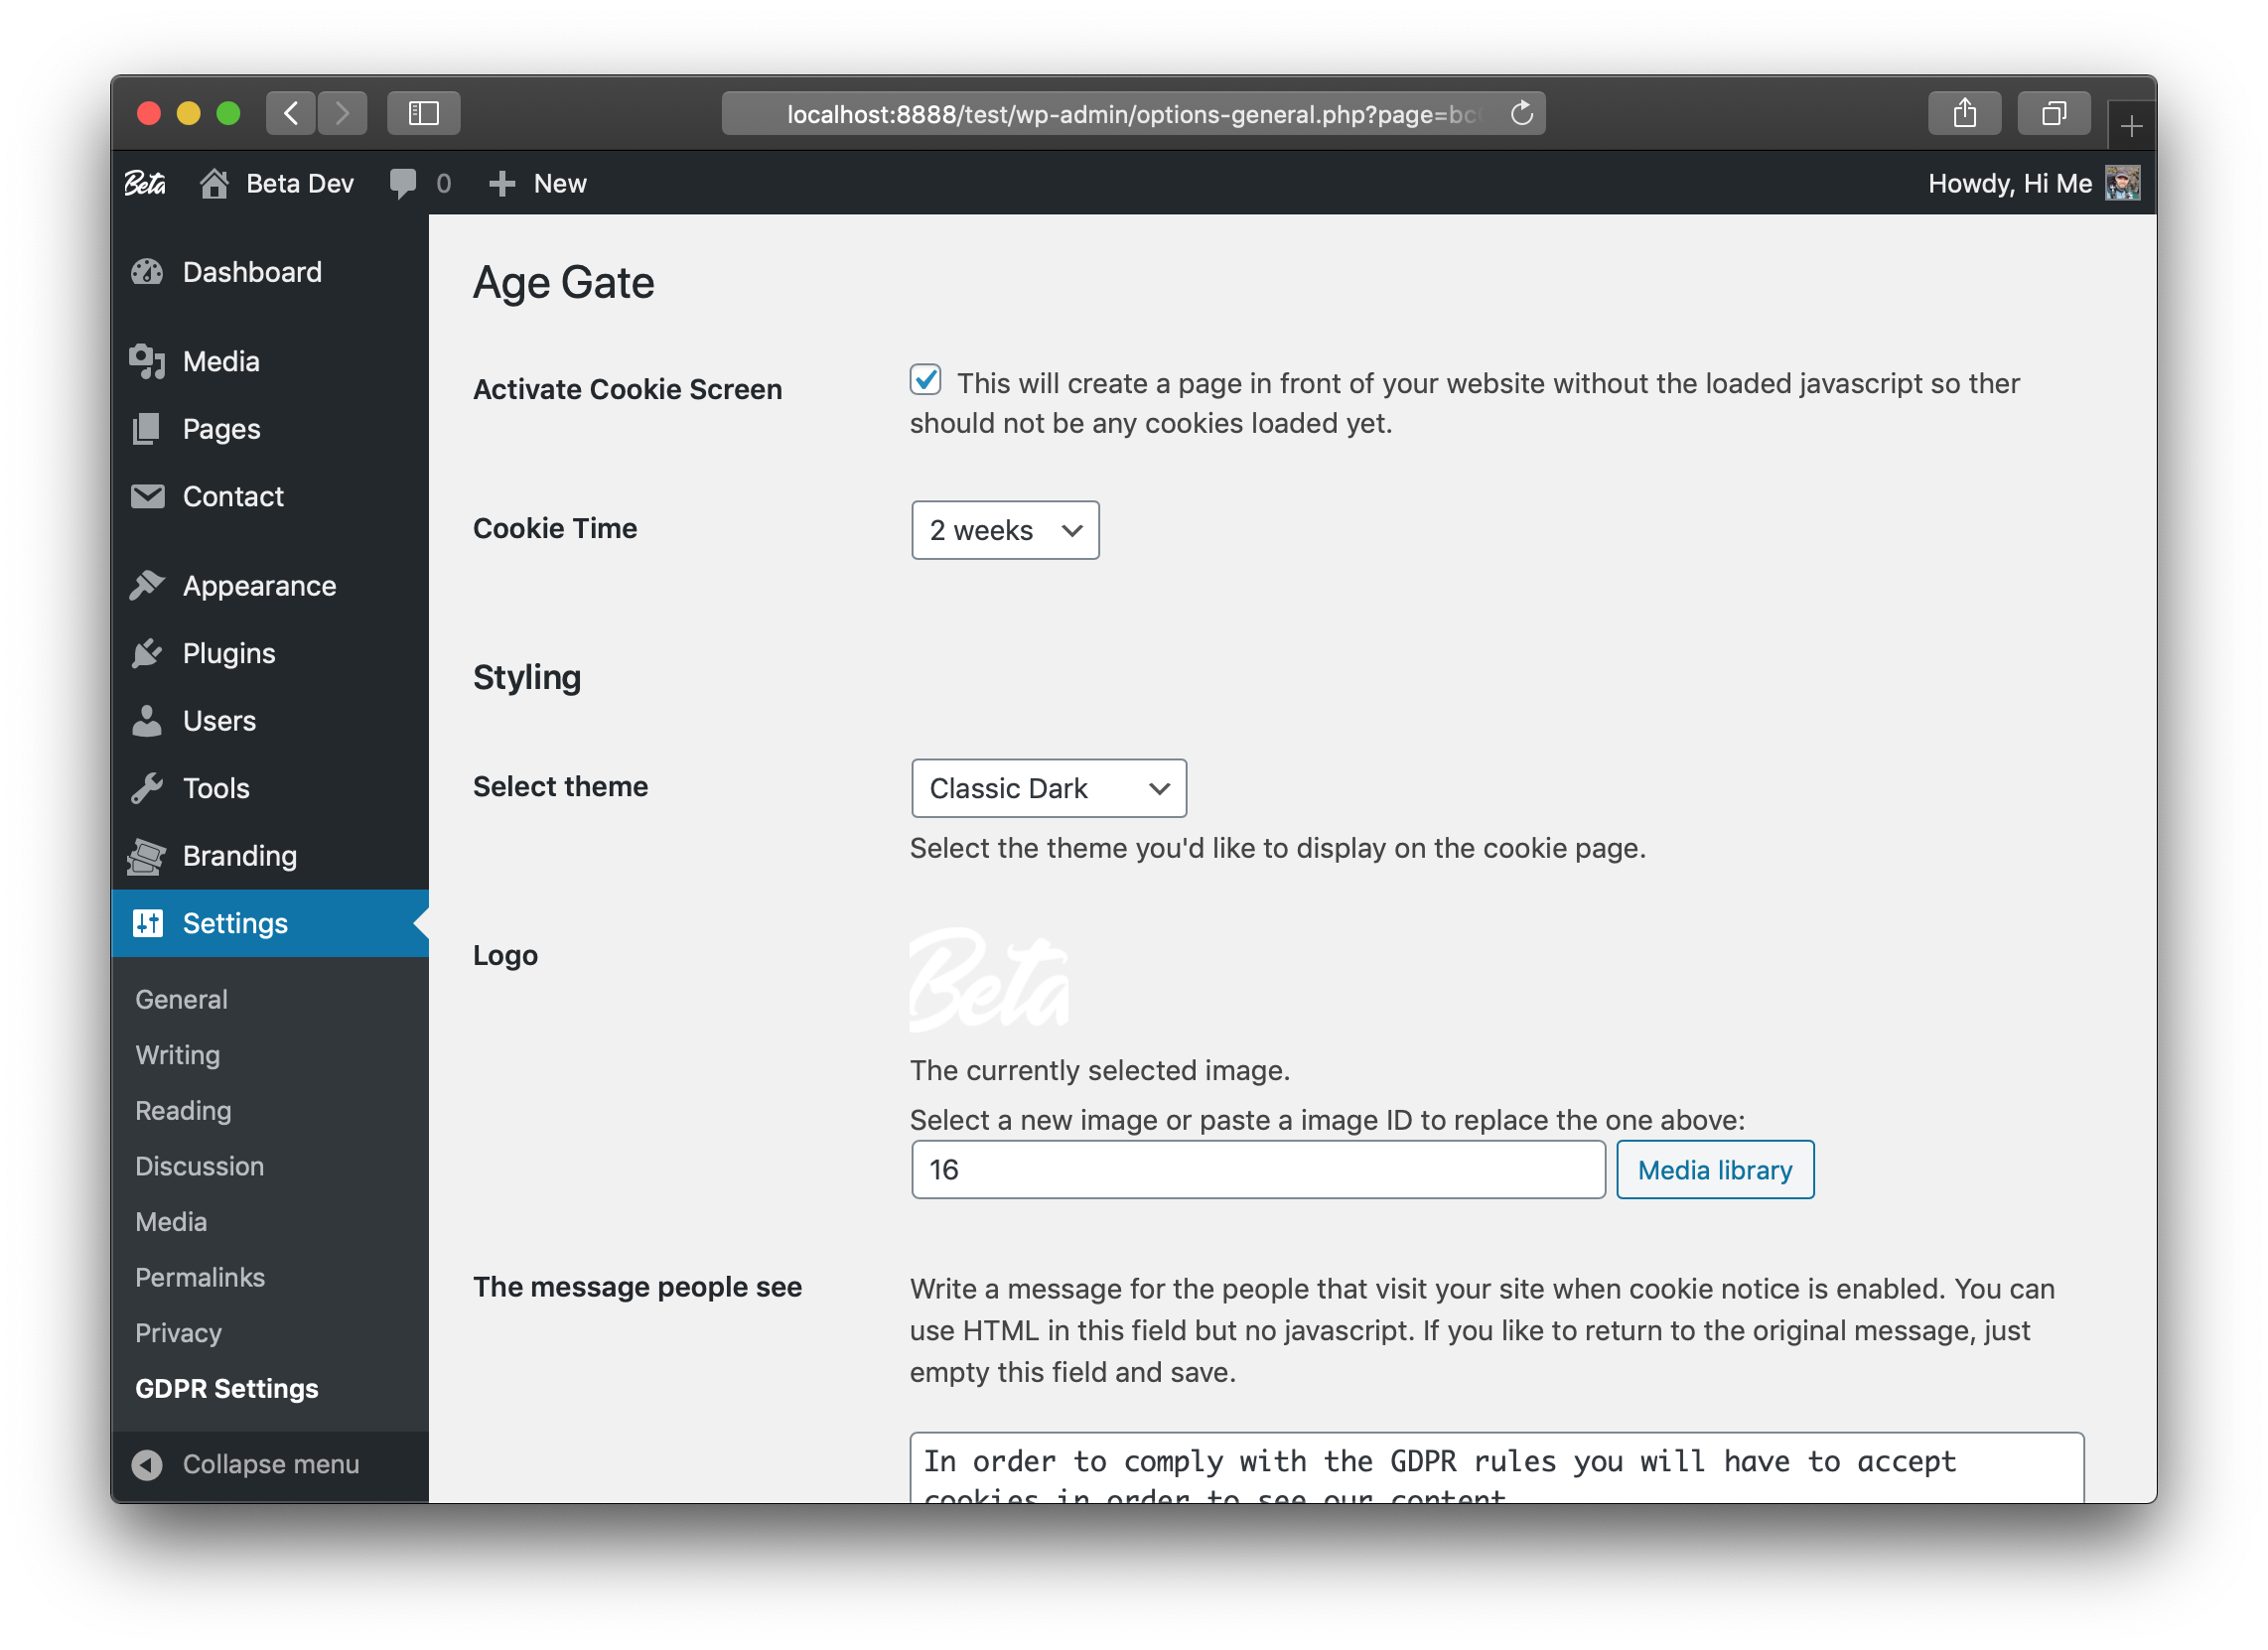 localhost:8888/test/wp-admin/options-general.php?page=bc
Beta
Beta Dev
0
New
Howdy, Hi Me
Dashboard
Media
Pages
Contact
Appearance
Plugins
Users
Tools
Branding
Settings
General
Writing
Reading
Discussion
Media
Permalinks
Privacy
GDPR Settings
Collapse menu
Age Gate
Activate Cookie Screen
This will create a page in front of your website without the loaded javascript so ther
should not be any cookies loaded yet.
Cookie Time
2 weeks
Styling
Select theme
Classic Dark
Select the theme you'd like to display on the cookie page.
Logo
Beta
The currently selected image.
Select a new image or paste a image ID to replace the one above:
16
Media library
The message people see
Write a message for the people that visit your site when cookie notice is enabled. You can
use HTML in this field but no javascript. If you like to return to the original message, just
empty this field and save.
In order to comply with the GDPR rules you will have to accept
cookies in order to see our content